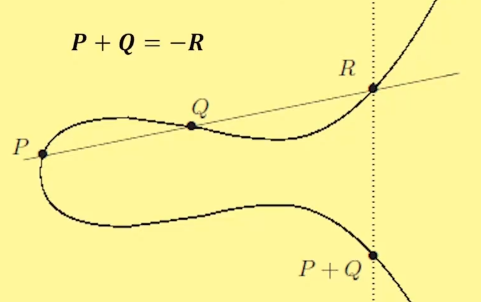 P + Q = −R
R
Q
P
P + Q